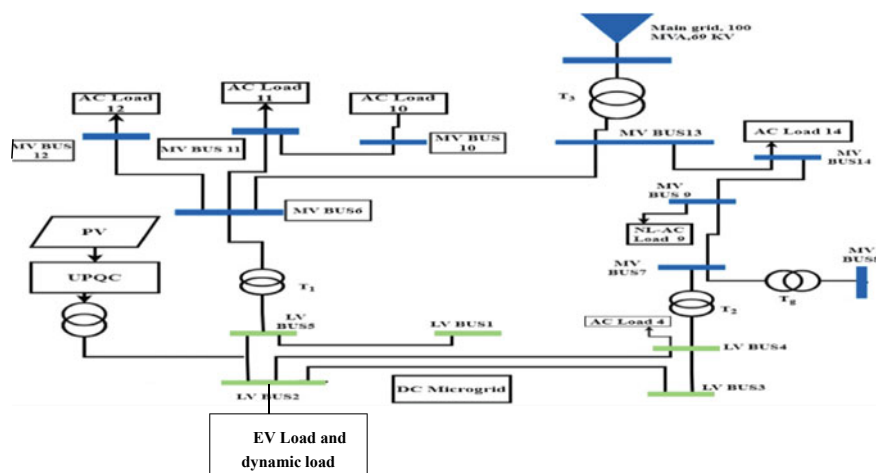 Main grid, 100
MVA,69 KV
T3
AC Load
12
AC Load
11
AC Load
10
MV BUS
12
MV BUS 11
MV BUS
10
MV BUS13
AC Load 14
MV
BUS14
MV
BUS 9
NL-AC
Load 9
MV BUS6
PV
UPQC
T1
MV
BUS7
MV
BUS8
T8
T2
LV
BUS5
LV BUS1
AC Load 4
LV BUS4
LV BUS2
DC Microgrid
LV BUS3
EV Load and
dynamic load